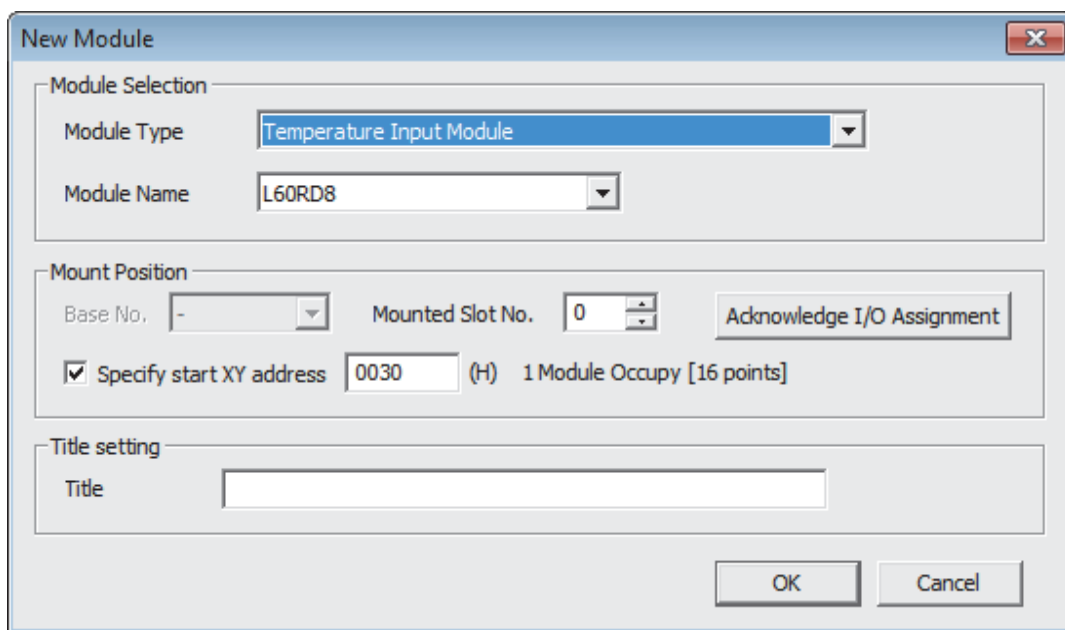 New Module
Module Selection
Module Type Temperature Input Module
Module Name L60RD8
Mount Position
Base No. - Mounted Slot No. 0 Acknowledge I/O Assignment
Specify start XY address 0030 (H) 1 Module Occupy [16 points]
Title setting
Title
OK Cancel